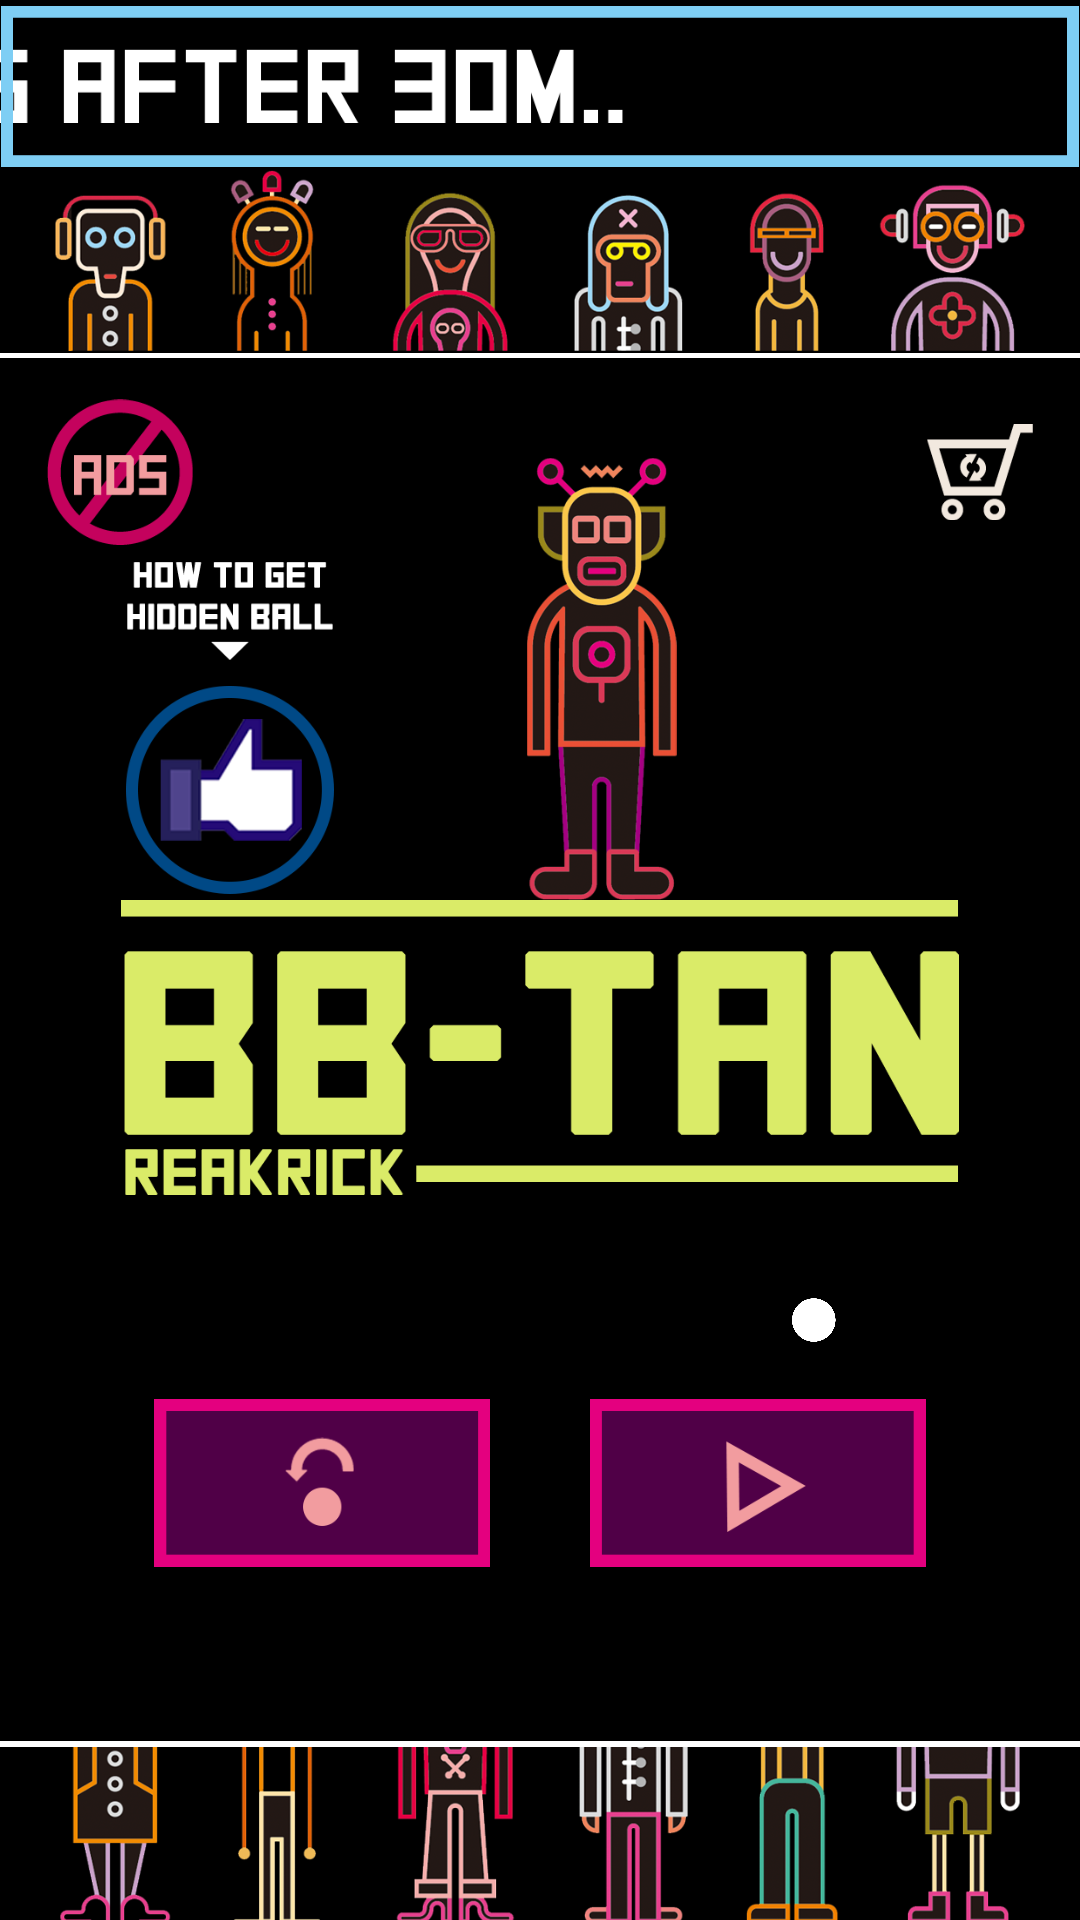 AFTER 30M..
ADS
HOW TO GET
HIDDEN BALL
BB-TAN
REAKRICK